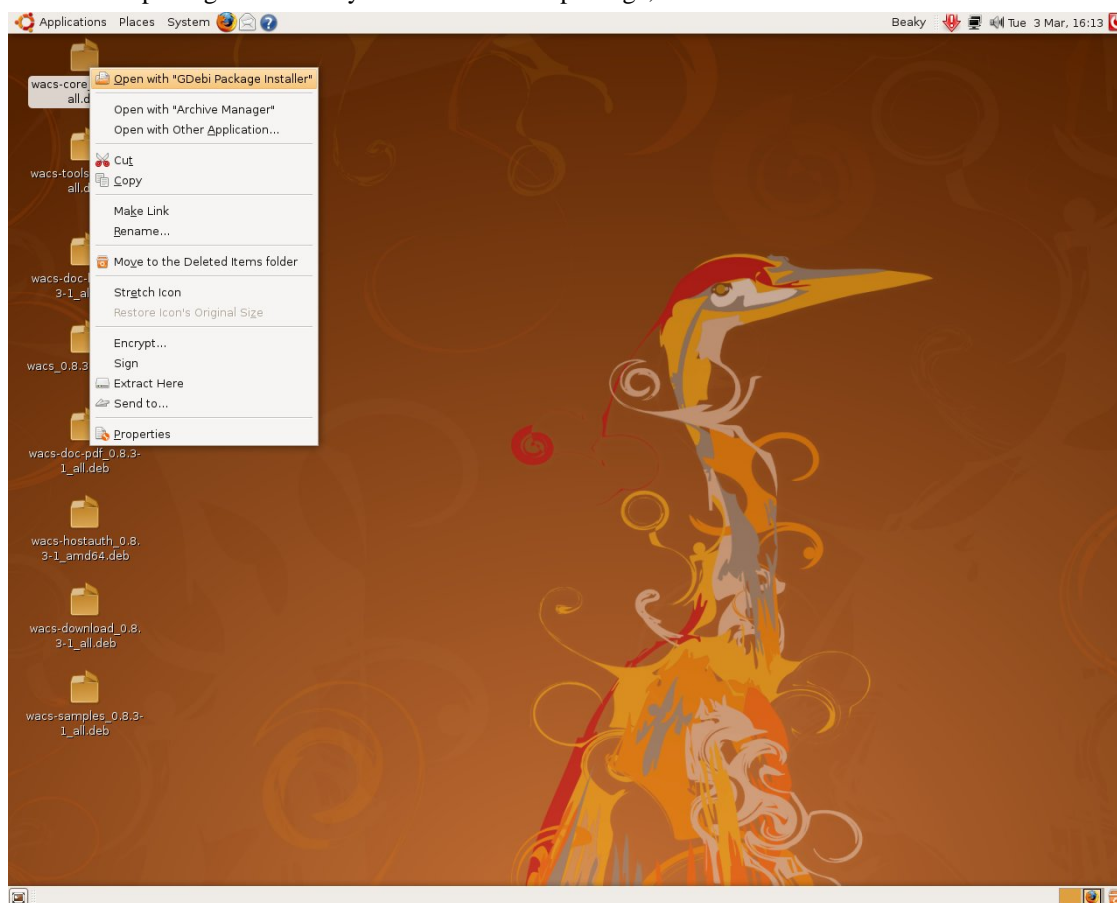 Applications Places System
Beaky
Tue 3 Mar, 16:13
wacs-core
all.d
Open with "GDebi Package Installer"
Open with "Archive Manager"
Open with Other Application...
Cut
Copy
Make Link
Rename...
Move to the Deleted Items folder
Stretch Icon
Restore Icon's Original Size
Encrypt...
Sign
Extract Here
Send to...
Properties
wacs-tools
all.d
wacs-doc-
3-1_al
wacs_0.8.3
wacs-doc-pdf_0.8.3-
1_all.deb
wacs-hostauth_0.8.
3-1_amd64.deb
wacs-download_0.8.
3-1_all.deb
wacs-samples_0.8.3-
1_all.deb